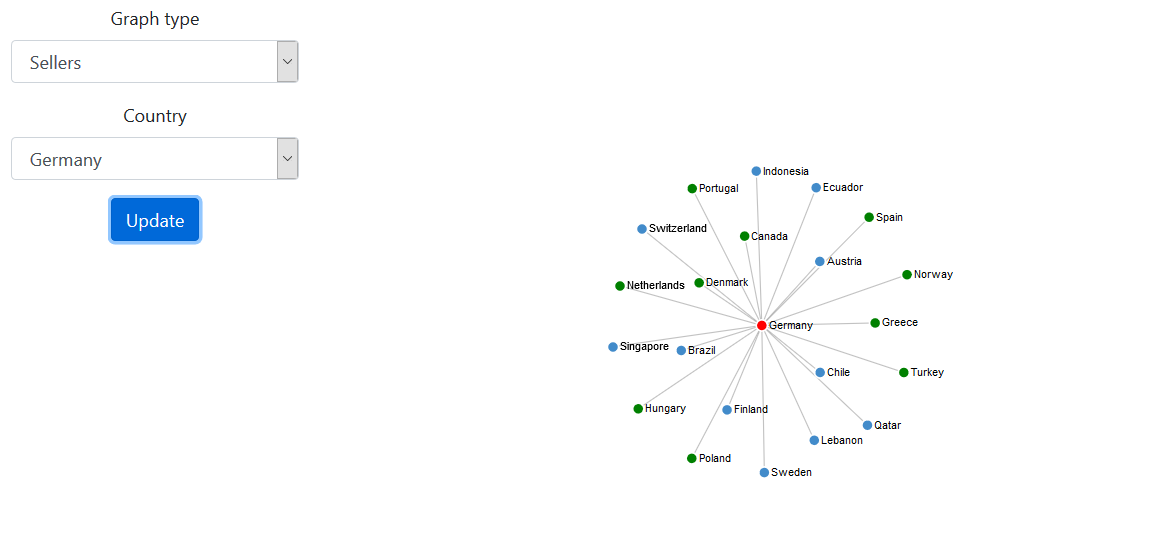 Graph type
Sellers
Country
Germany
Update
Indonesia
Portugal
Ecuador
Spain
Switzerland
Canada
Austria
Norway
Denmark
Netherlands
Greece
Germany
Singapore
Brazil
Chile
Turkey
Hungary
Finland
Qatar
Lebanon
Poland
Sweden